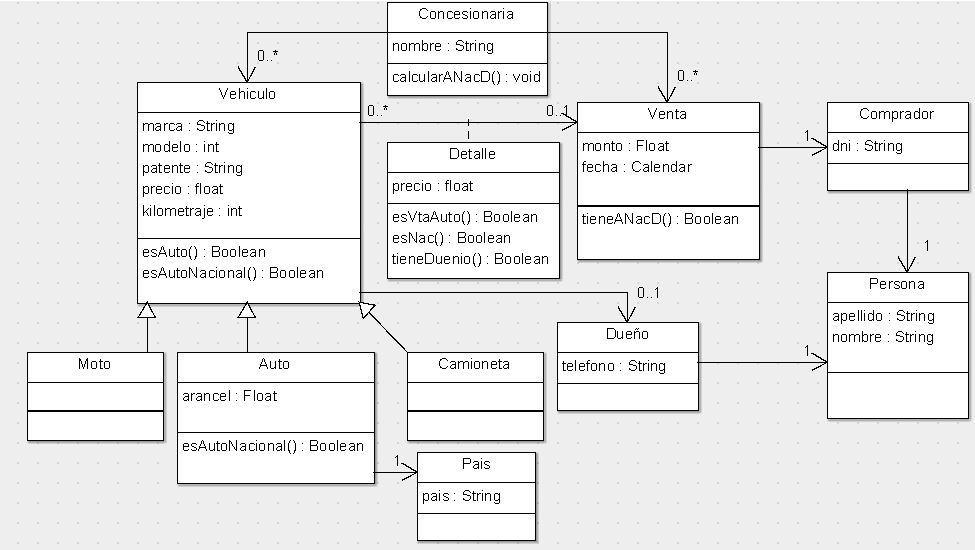 Concesionaria
nombre : String
calcularANacD() : void
0..*
0..*
Vehiculo
marca : String
modelo : int
patente : String
precio : float
kilometraje : int
esAuto() : Boolean
esAutoNacional() : Boolean
0..*
0..1
Detalle
precio : float
esVtaAuto() : Boolean
esNac() : Boolean
tieneDuenio() : Boolean
Venta
monto : Float
fecha : Calendar
tieneANacD() : Boolean
1
Comprador
dni : String
1
Persona
apellido : String
nombre : String
0..1
Dueño
telefono : String
1
Moto
Auto
arancel : Float
esAutoNacional() : Boolean
Camioneta
1
Pais
pais : String